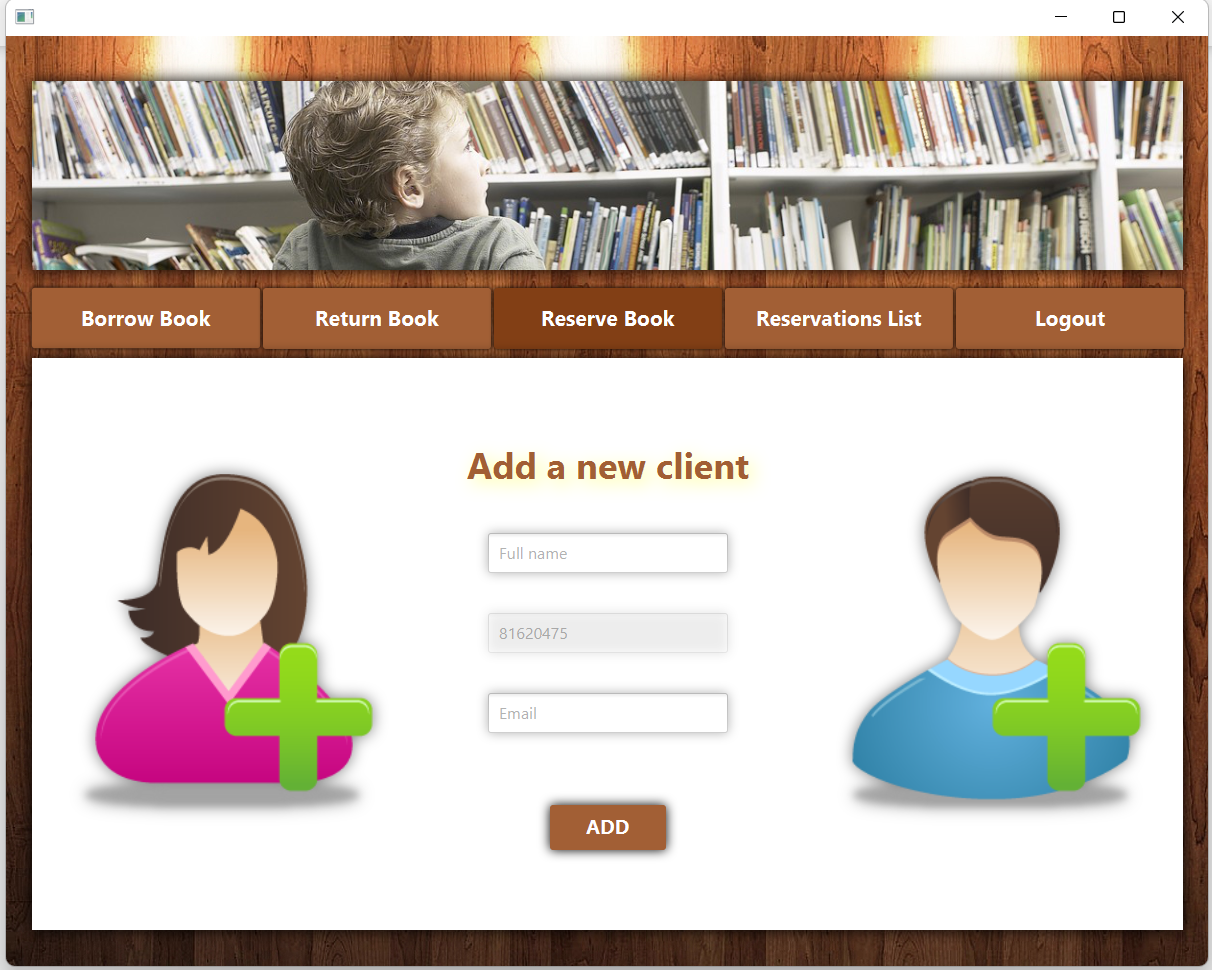 Borrow Book
Return Book
Reserve Book
Reservations List
Logout
Add a new client
Full name
81620475
Email
ADD